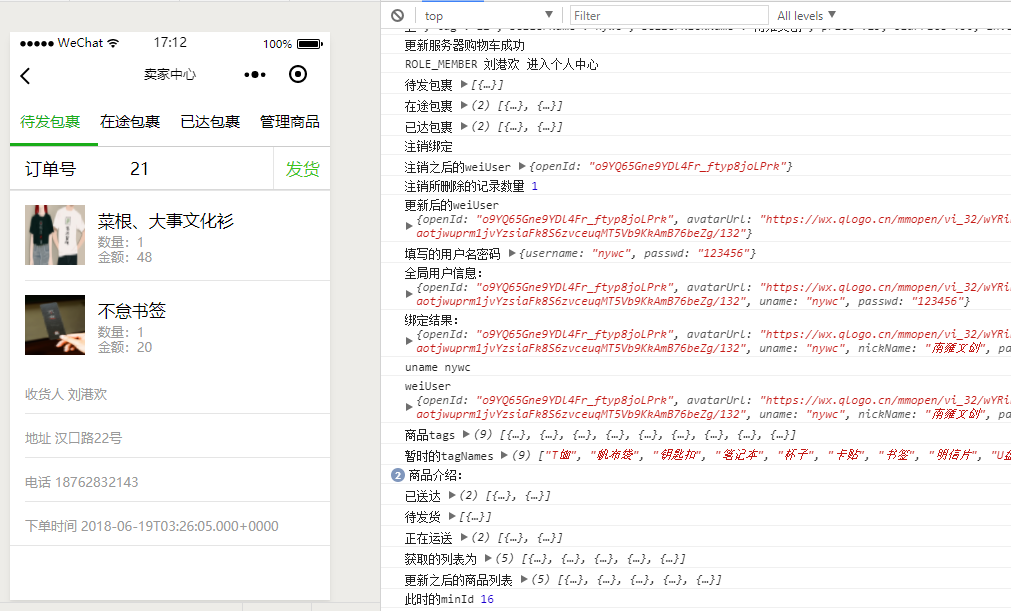 WeChat 17:12 100%
卖家中心
待发包裹 在途包裹 已达包裹 管理商品
订单号 21 发货
菜根、大事文化衫
数量: 1
金额: 48
不怠书签
数量: 1
金额: 20
收货人 刘港欢
地址 汉口路22号
电话 18762832143
下单时间 2018-06-19T03:26:05.000+0000
top Filter All levels
更新服务器购物车成功
ROLE_MEMBER 刘港欢 进入个人中心
待发包裹 [{…}]
在途包裹 (2) [{…}, {…}]
已达包裹 (2) [{…}, {…}]
注销绑定
注销之后的weiUser {openId: "o9YQ65Gne9YDl4Fr_ftyp8joLPrk"}
注销所删除的记录数量 1
更新后的weiUser
{openId: "o9YQ65Gne9YDl4Fr_ftyp8joLPrk", avatarUrl: "https://wx.qlogo.cn/mmopen/vi_32/wYRi
aotjwuprm1jvYzsiaFk8S6zvceuqMT5Vb9KkAmB76beZg/132"}
填写的用户名密码 {username: "nywc", passwd: "123456"}
全局用户信息:
{openId: "o9YQ65Gne9YDl4Fr_ftyp8joLPrk", avatarUrl: "https://wx.qlogo.cn/mmopen/vi_32/wYRi
aotjwuprm1jvYzsiaFk8S6zvceuqMT5Vb9KkAmB76beZg/132", uname: "nywc", passwd: "123456"}
绑定结果:
{openId: "o9YQ65Gne9YDl4Fr_ftyp8joLPrk", avatarUrl: "https://wx.qlogo.cn/mmopen/vi_32/wYRi
aotjwuprm1jvYzsiaFk8S6zvceuqMT5Vb9KkAmB76beZg/132", uname: "nywc", nickName: "南雍文创", pa
uname nywc
weiUser
{openId: "o9YQ65Gne9YDl4Fr_ftyp8joLPrk", avatarUrl: "https://wx.qlogo.cn/mmopen/vi_32/wYRi
aotjwuprm1jvYzsiaFk8S6zvceuqMT5Vb9KkAmB76beZg/132", uname: "nywc", nickName: "南雍文创", pa
商品tags (9) [{…}, {…}, {…}, {…}, {…}, {…}, {…}, {…}, {…}]
暂时的tagNames (9) ["T恤", "帆布袋", "钥匙扣", "笔记本", "杯子", "卡贴", "书签", "明信片", "U盘
2 商品介绍:
已送达 (2) [{…}, {…}]
待发货 [{…}]
正在运送 (2) [{…}, {…}]
获取的列表为 (5) [{…}, {…}, {…}, {…}, {…}]
更新之后的商品列表 (5) [{…}, {…}, {…}, {…}, {…}]
此时的minId 16